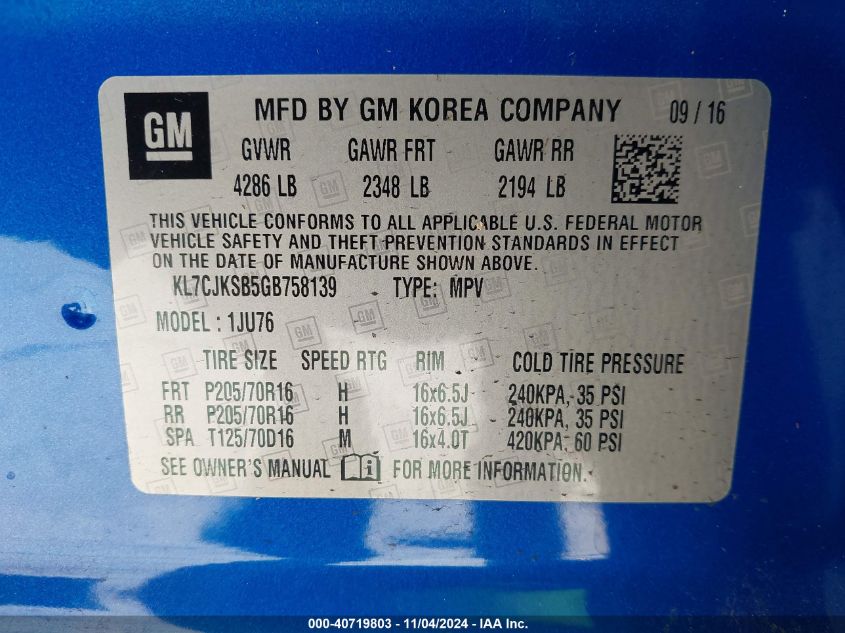 GM MFD BY GM KOREA COMPANY 09 / 16
GVWR GAWR FRT GAWR RR
4286 LB 2348 LB 2194 LB
THIS VEHICLE CONFORMS TO ALL APPLICABLE U.S. FEDERAL MOTOR
VEHICLE SAFETY AND THEFT PREVENTION STANDARDS IN EFFECT
ON THE DATE OF MANUFACTURE SHOWN ABOVE.
KL7CJKSB5GB758139 TYPE: MPV
MODEL : 1JU76
TIRE SIZE SPEED RTG RIM COLD TIRE PRESSURE
FRT P205/70R16 H 16x6.5J 240KPA, 35 PSI
RR P205/70R16 H 16x6.5J 240KPA, 35 PSI
SPA T125/70D16 M 16x4.0T 420KPA 60 PSI
SEE OWNER'S MANUAL FOR MORE INFORMATION.
000-40719803 - 11/04/2024 - IAA Inc.